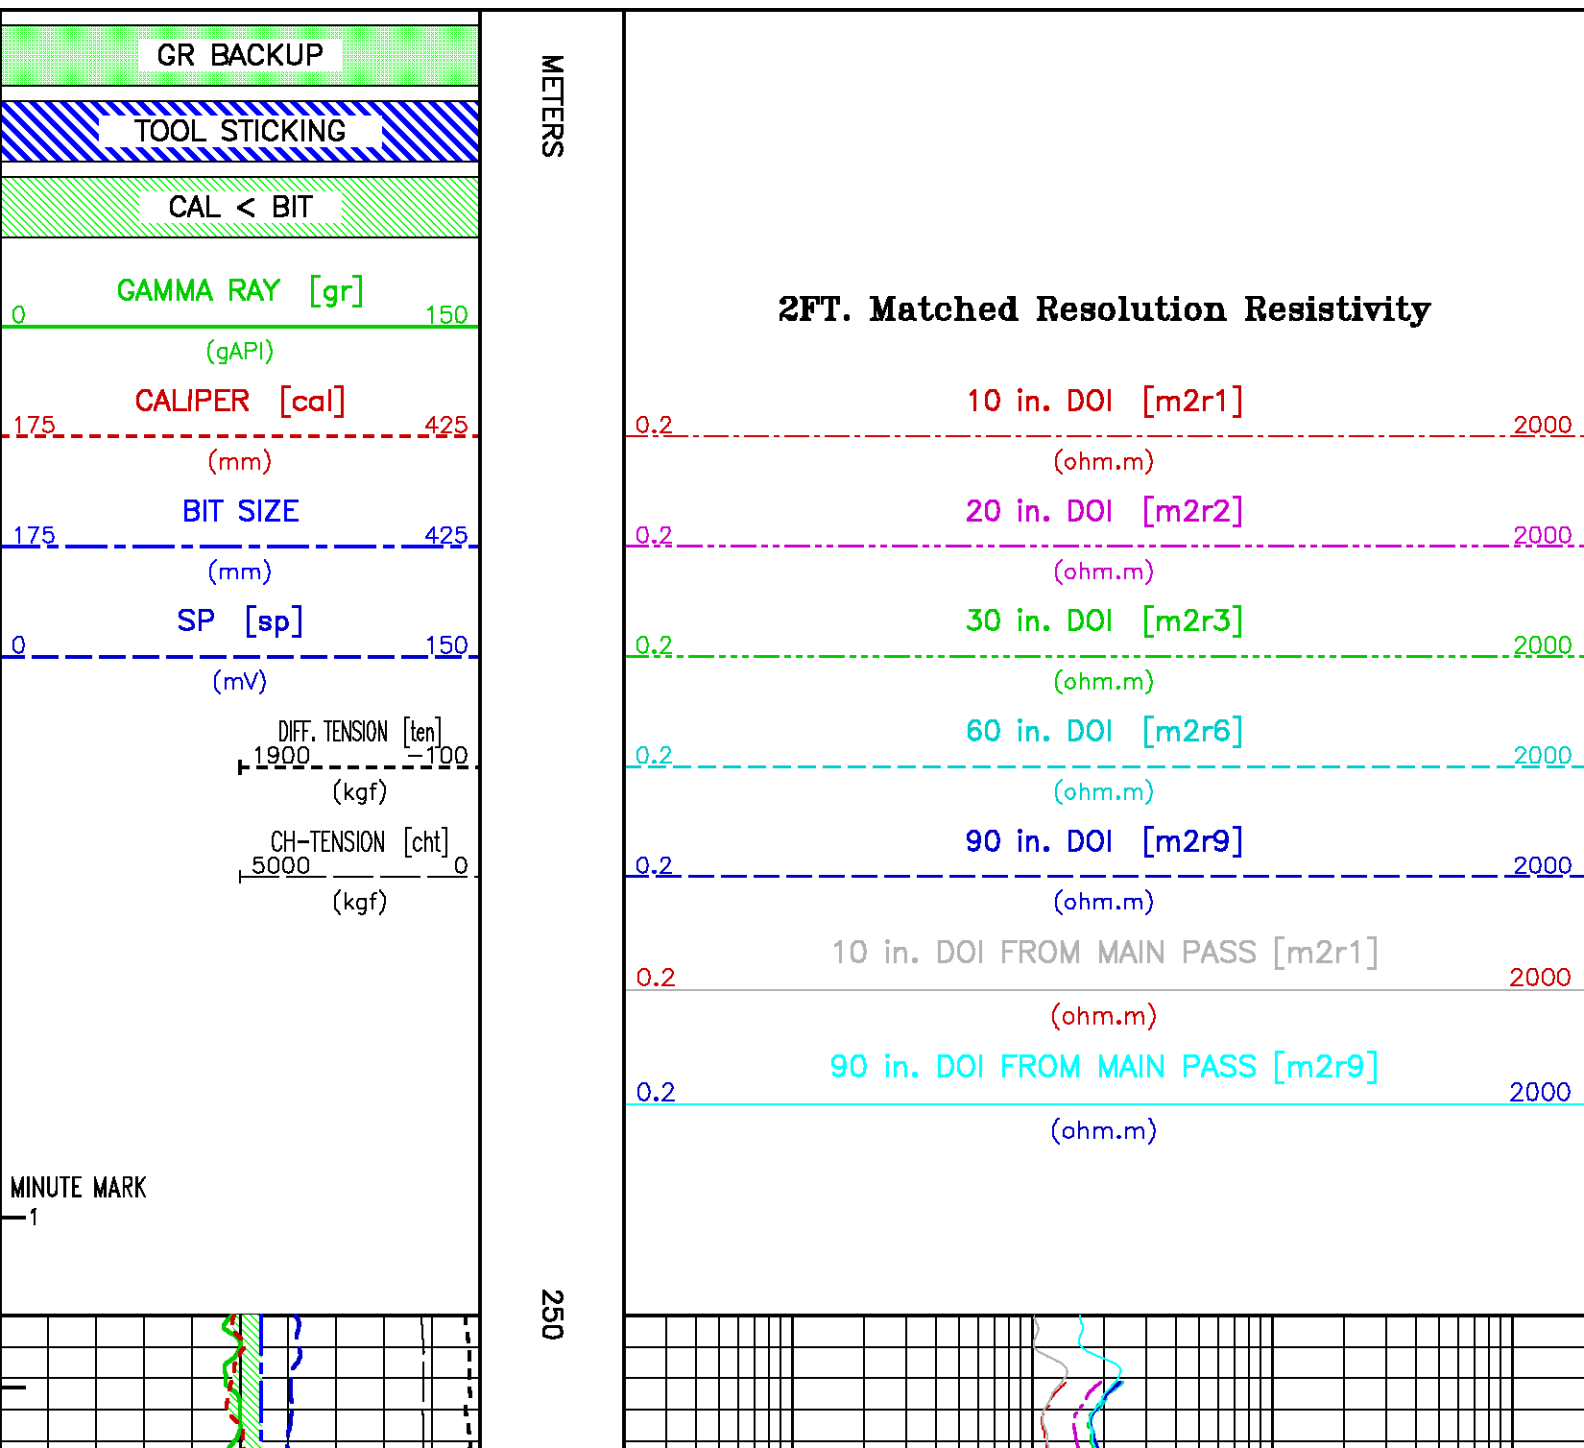 GR BACKUP
TOOL STICKING
CAL < BIT
GAMMA RAY [gr]
0 150
(gAPI)
CALIPER [cal]
175 425
(mm)
BIT SIZE
175 425
(mm)
SP [sp]
0 150
(mV)
DIFF. TENSION [ten]
1900 -100
(kgf)
CH-TENSION [cht]
5000 0
(kgf)
MINUTE MARK
1
METERS
250
2FT. Matched Resolution Resistivity
10 in. DOI [m2r1]
0.2 2000
(ohm.m)
20 in. DOI [m2r2]
0.2 2000
(ohm.m)
30 in. DOI [m2r3]
0.2 2000
(ohm.m)
60 in. DOI [m2r6]
0.2 2000
(ohm.m)
90 in. DOI [m2r9]
0.2 2000
(ohm.m)
10 in. DOI FROM MAIN PASS [m2r1]
0.2 2000
(ohm.m)
90 in. DOI FROM MAIN PASS [m2r9]
0.2 2000
(ohm.m)